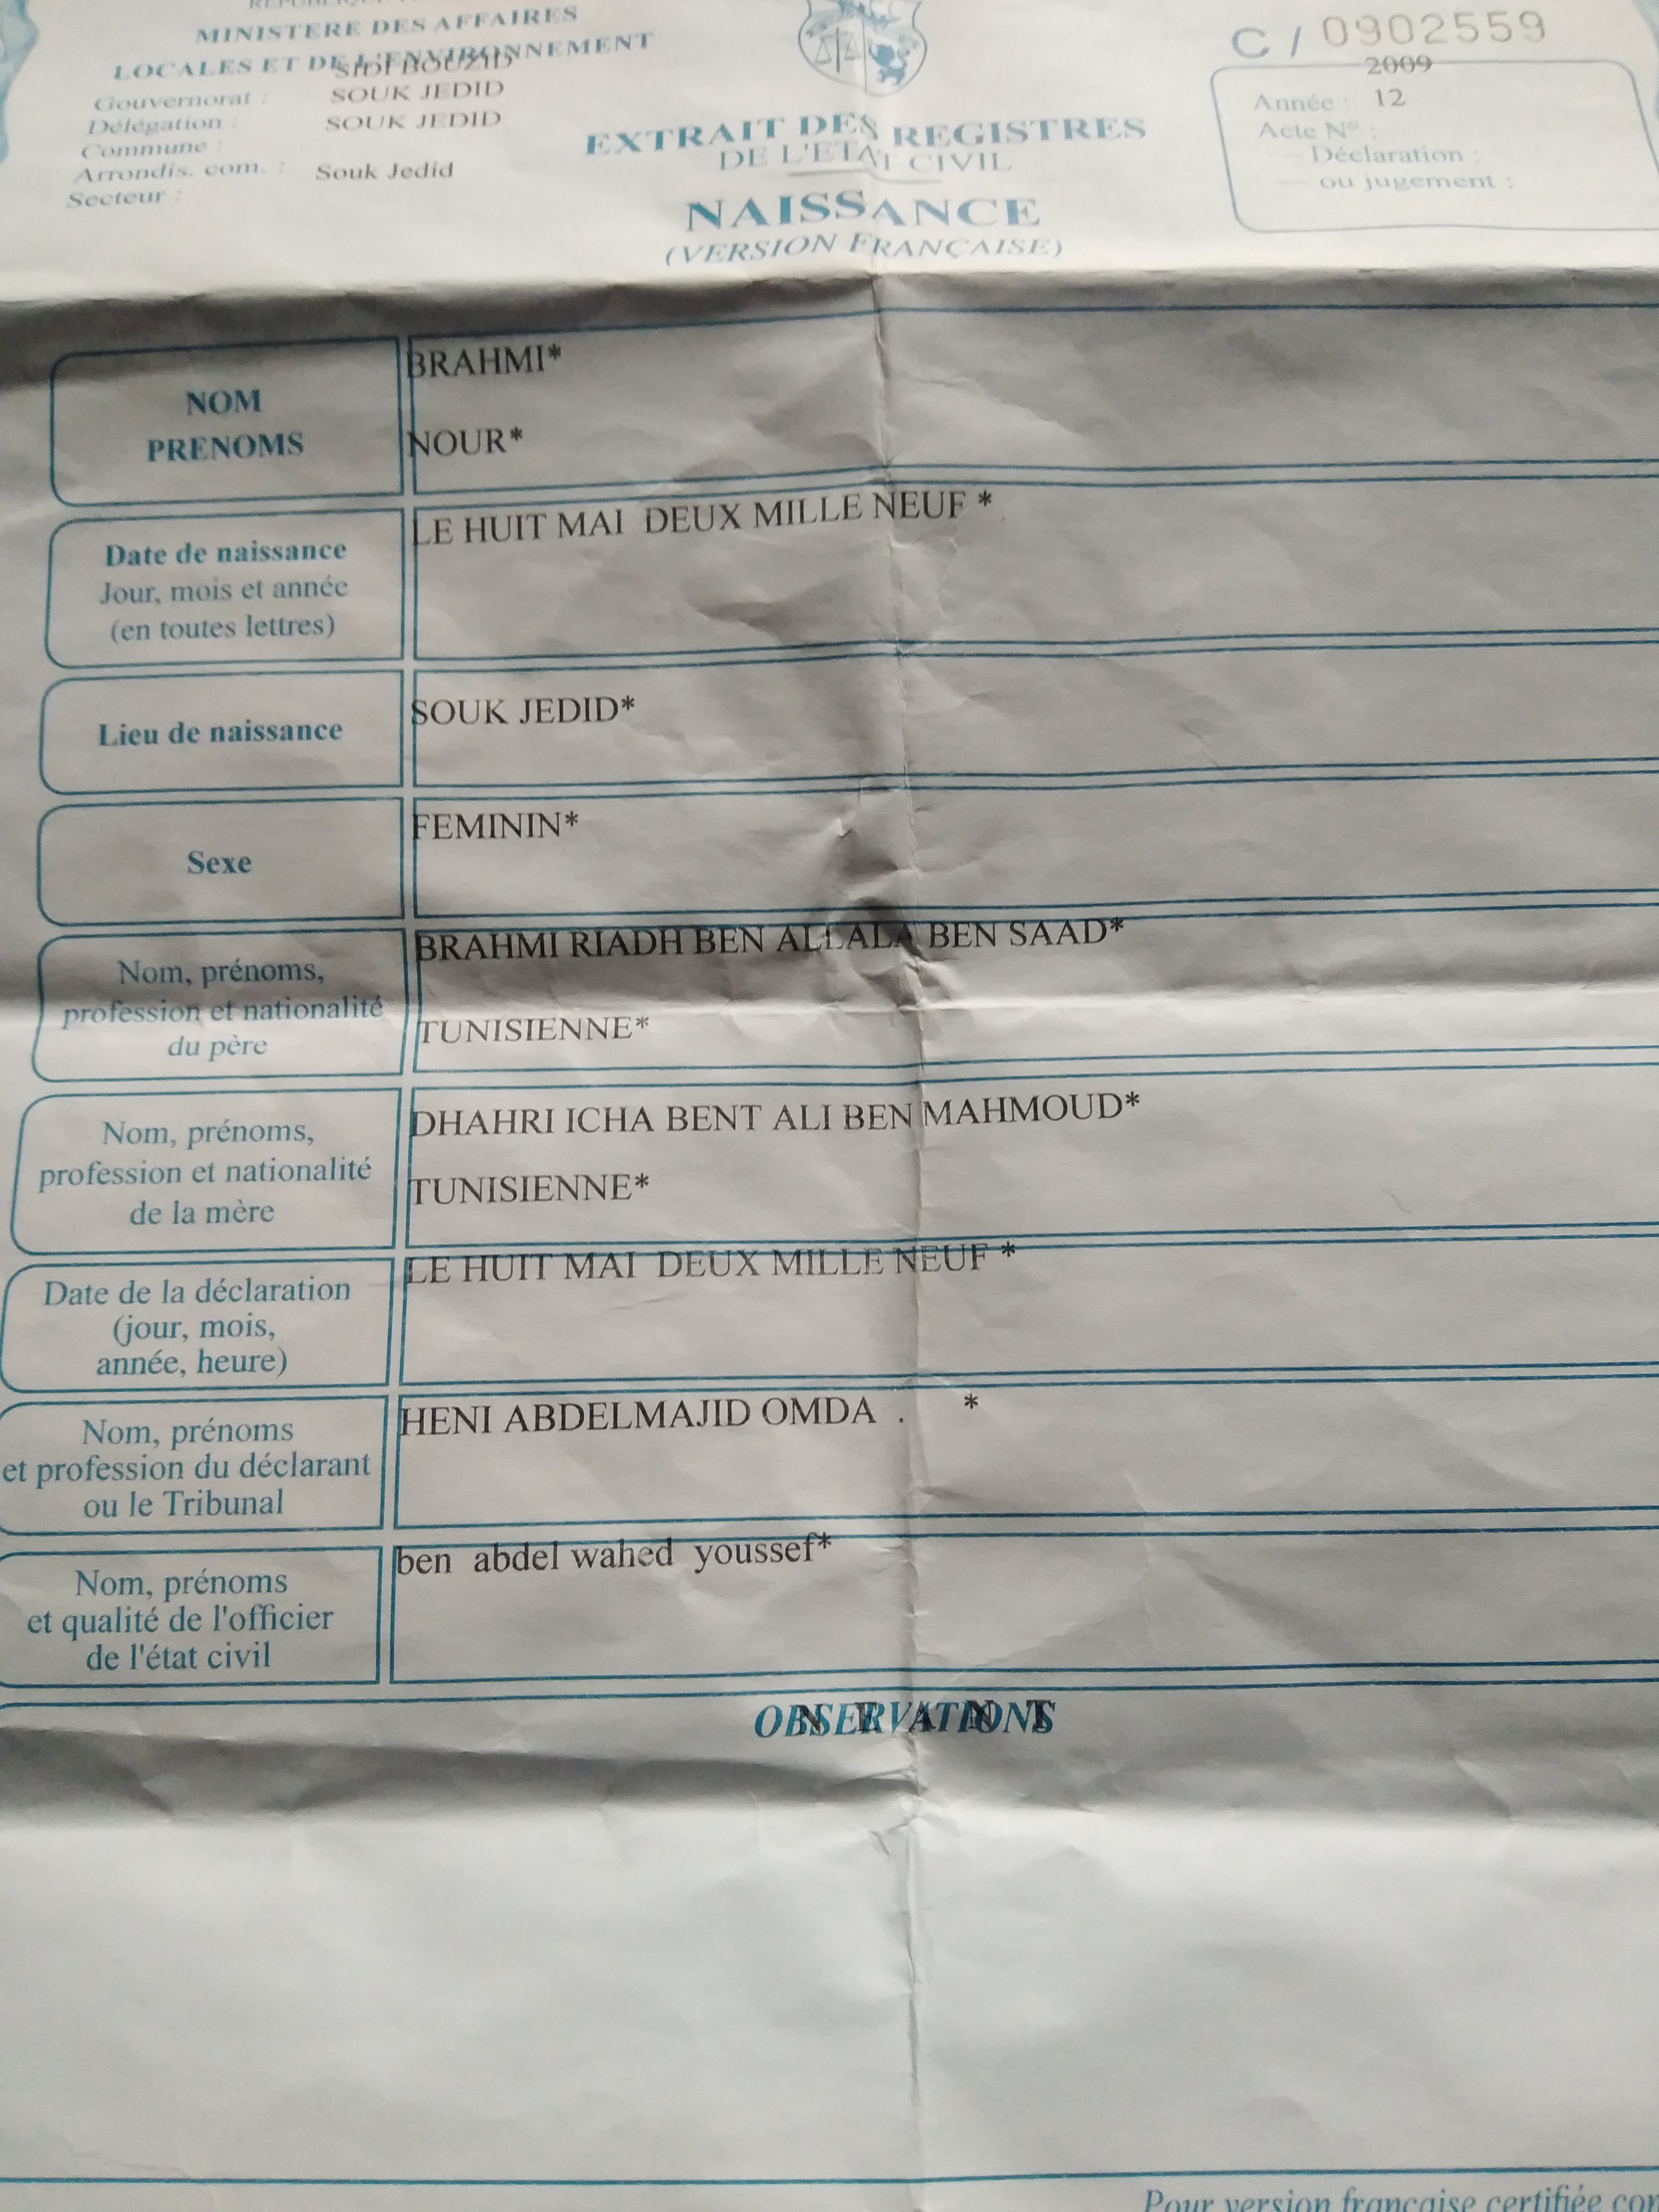 MINISTERE DES AFFAIRES
LOCALES ET DE L'ENVIRONNEMENT
SIDI BOUZID
Gouvernorat : SOUK JEDID
Délégation : SOUK JEDID
Commune :
Arrondis. com. : Souk Jedid
Secteur :
EXTRAIT DES REGISTRES
DE L'ETAT CIVIL
NAISSANCE
(VERSION FRANÇAISE)
C / 0902559
2009
Année : 12
Acte N° :
Déclaration :
ou jugement :
NOM
PRENOMS
BRAHMI*
NOUR*
Date de naissance
Jour, mois et année
(en toutes lettres)
LE HUIT MAI DEUX MILLE NEUF *
Lieu de naissance
SOUK JEDID*
Sexe
FEMININ*
Nom, prénoms,
profession et nationalité
du père
BRAHMI RIADH BEN ALLALA BEN SAAD*
TUNISIENNE*
Nom, prénoms,
profession et nationalité
de la mère
DHAHRI ICHA BENT ALI BEN MAHMOUD*
TUNISIENNE*
Date de la déclaration
(jour, mois,
année, heure)
LE HUIT MAI DEUX MILLE NEUF *
Nom, prénoms
et profession du déclarant
ou le Tribunal
HENI ABDELMAJID OMDA . *
Nom, prénoms
et qualité de l'officier
de l'état civil
ben abdel wahed youssef*
OBSERVATIONS
Pour version française certifiée